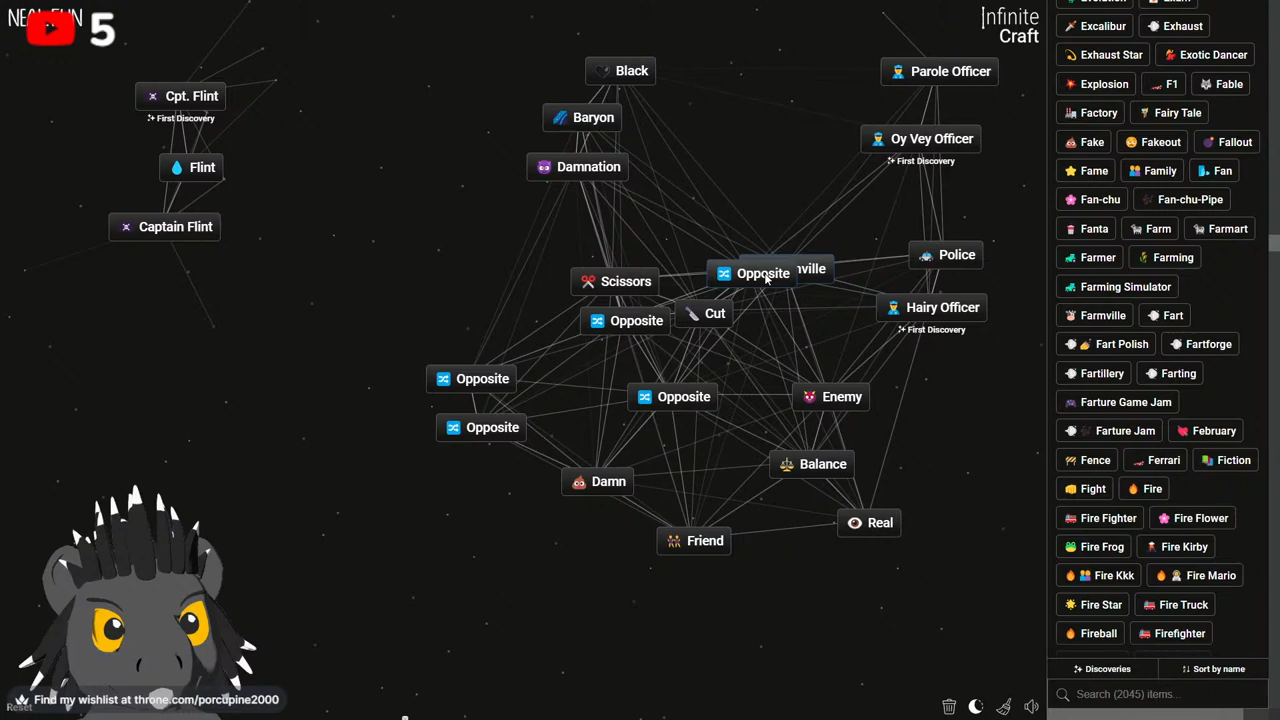 NEAL.FUN
5
Infinite
Craft
Cpt. Flint
First Discovery
Flint
Captain Flint
Black
Baryon
Damnation
Parole Officer
Oy Vey Officer
First Discovery
Scissors
Opposite
nville
Police
Opposite
Cut
Hairy Officer
First Discovery
Opposite
Opposite
Enemy
Opposite
Balance
Damn
Real
Friend
Excalibur Exhaust
Exhaust Star Exotic Dancer
Explosion F1 Fable
Factory Fairy Tale
Fake Fakeout Fallout
Fame Family Fan
Fan-chu Fan-chu-Pipe
Fanta Farm Farmart
Farmer Farming
Farming Simulator
Farmville Fart
Fart Polish Fartforge
Fartillery Farting
Farture Game Jam
Farture Jam February
Fence Ferrari Fiction
Fight Fire
Fire Fighter Fire Flower
Fire Frog Fire Kirby
Fire Kkk Fire Mario
Fire Star Fire Truck
Fireball Firefighter
Discoveries Sort by name
Search (2045) items...
Find my wishlist at throne.com/porcupine2000
Reset